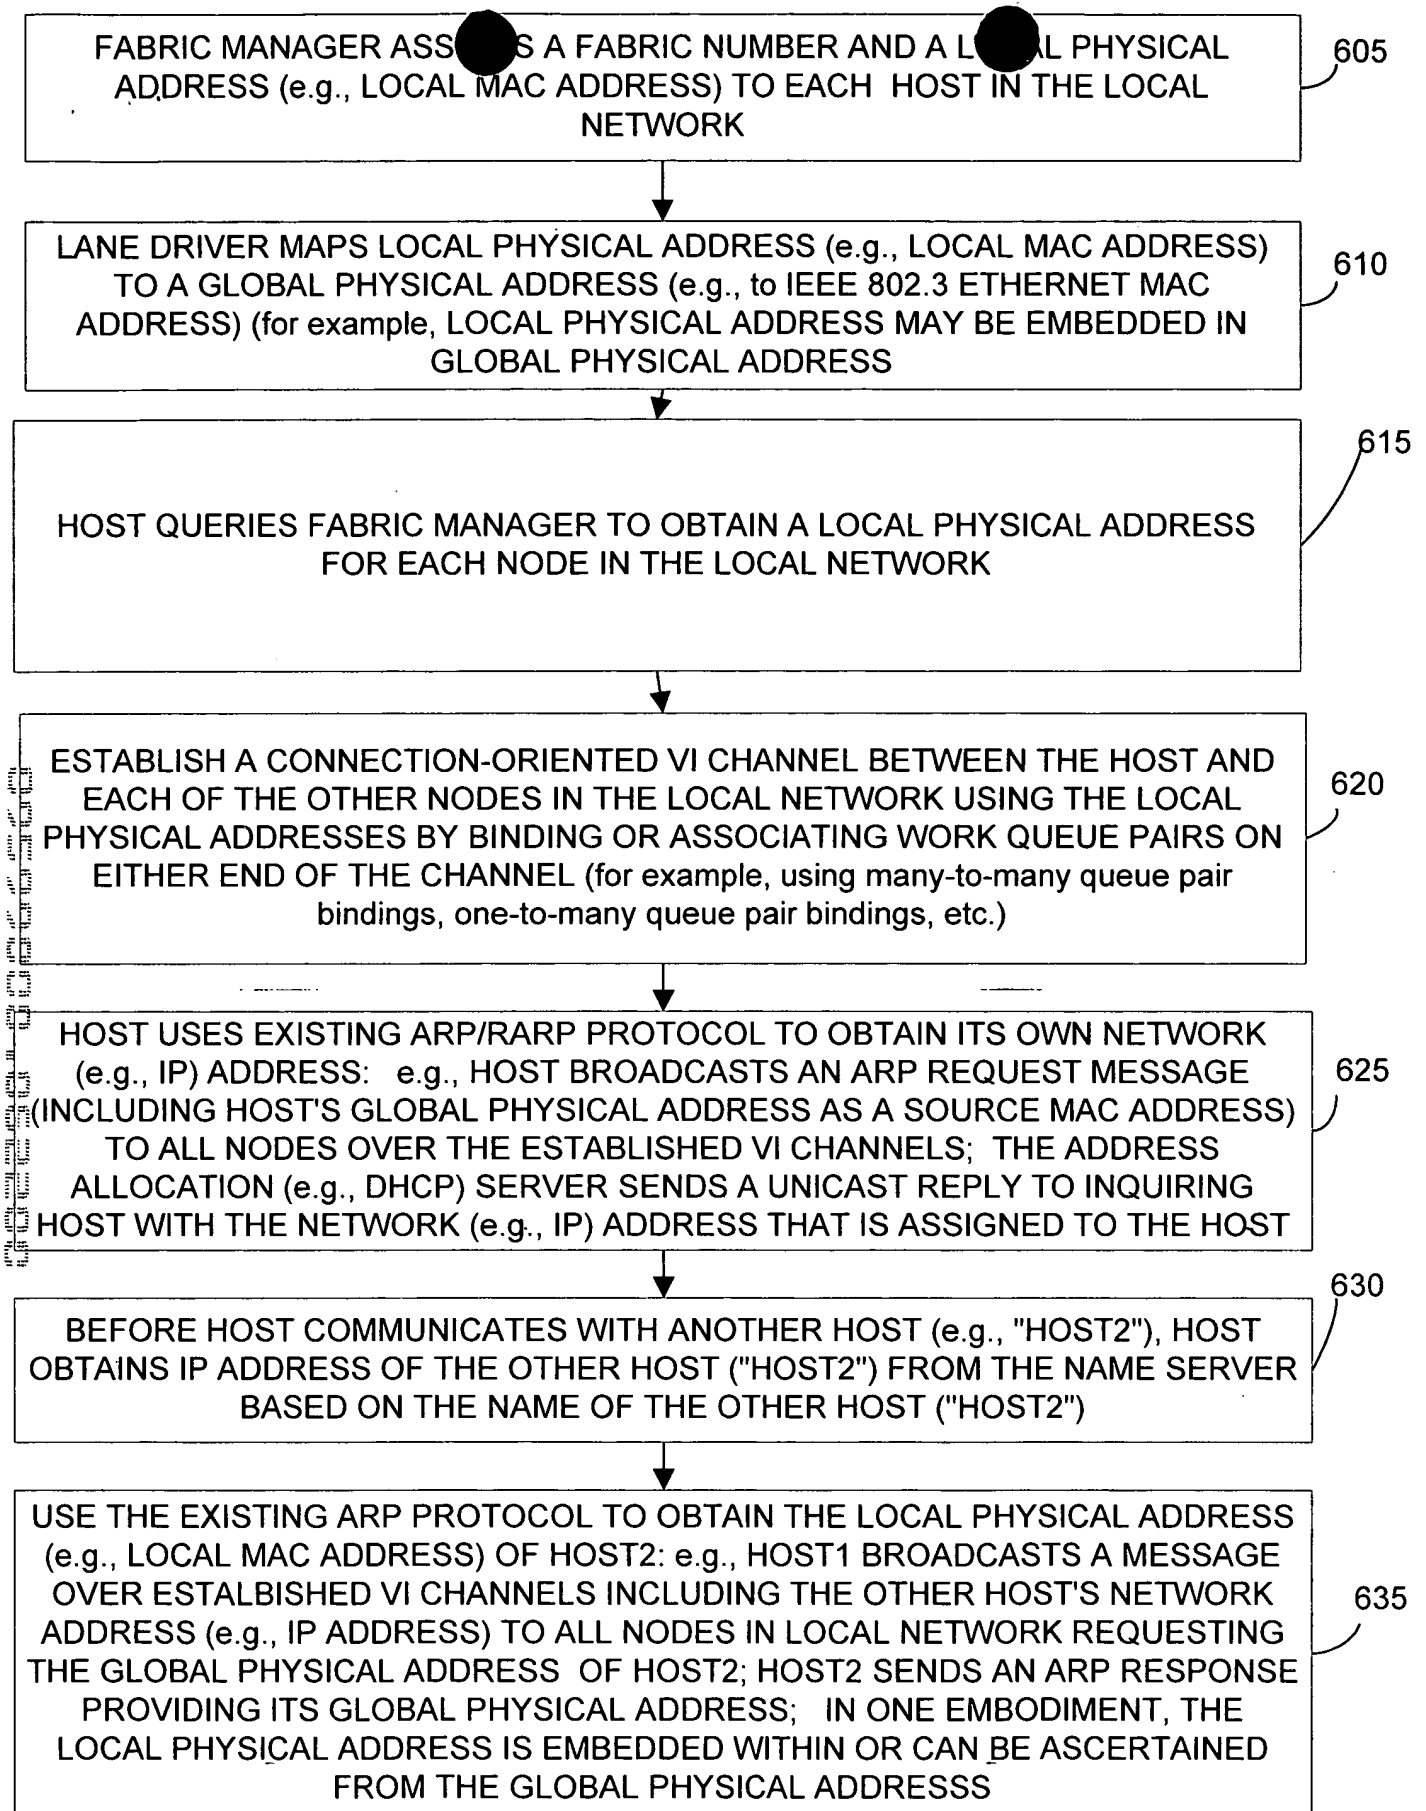 FABRIC MANAGER A FABRIC NUMBER AND A PHYSICAL
ADDRESS (e.g., LOCAL MAC ADDRESS) TO EACH HOST IN THE LOCAL
NETWORK
605
LANE DRIVER MAPS LOCAL PHYSICAL ADDRESS (e.g., LOCAL MAC ADDRESS)
TO A GLOBAL PHYSICAL ADDRESS (e.g., to IEEE 802.3 ETHERNET MAC
ADDRESS) (for example, LOCAL PHYSICAL ADDRESS MAY BE EMBEDDED IN
GLOBAL PHYSICAL ADDRESS
610
HOST QUERIES FABRIC MANAGER TO OBTAIN A LOCAL PHYSICAL ADDRESS
FOR EACH NODE IN THE LOCAL NETWORK
615
ESTABLISH A CONNECTION-ORIENTED VI CHANNEL BETWEEN THE HOST AND
EACH OF THE OTHER NODES IN THE LOCAL NETWORK USING THE LOCAL
PHYSICAL ADDRESSES BY BINDING OR ASSOCIATING WORK QUEUE PAIRS ON
EITHER END OF THE CHANNEL (for example, using many-to-many queue pair
bindings, one-to-many queue pair bindings, etc.)
620
HOST USES EXISTING ARP/RARP PROTOCOL TO OBTAIN ITS OWN NETWORK
(e.g., IP) ADDRESS: e.g., HOST BROADCASTS AN ARP REQUEST MESSAGE
(INCLUDING HOST'S GLOBAL PHYSICAL ADDRESS AS A SOURCE MAC ADDRESS)
TO ALL NODES OVER THE ESTABLISHED VI CHANNELS; THE ADDRESS
ALLOCATION (e.g., DHCP) SERVER SENDS A UNICAST REPLY TO INQUIRING
HOST WITH THE NETWORK (e.g., IP) ADDRESS THAT IS ASSIGNED TO THE HOST
625
BEFORE HOST COMMUNICATES WITH ANOTHER HOST (e.g., "HOST2"), HOST
OBTAINS IP ADDRESS OF THE OTHER HOST ("HOST2") FROM THE NAME SERVER
BASED ON THE NAME OF THE OTHER HOST ("HOST2")
630
USE THE EXISTING ARP PROTOCOL TO OBTAIN THE LOCAL PHYSICAL ADDRESS
(e.g., LOCAL MAC ADDRESS) OF HOST2: e.g., HOST1 BROADCASTS A MESSAGE
OVER ESTALBISHED VI CHANNELS INCLUDING THE OTHER HOST'S NETWORK
ADDRESS (e.g., IP ADDRESS) TO ALL NODES IN LOCAL NETWORK REQUESTING
THE GLOBAL PHYSICAL ADDRESS OF HOST2; HOST2 SENDS AN ARP RESPONSE
PROVIDING ITS GLOBAL PHYSICAL ADDRESS; IN ONE EMBODIMENT, THE
LOCAL PHYSICAL ADDRESS IS EMBEDDED WITHIN OR CAN BE ASCERTAINED
FROM THE GLOBAL PHYSICAL ADDRESSS
635